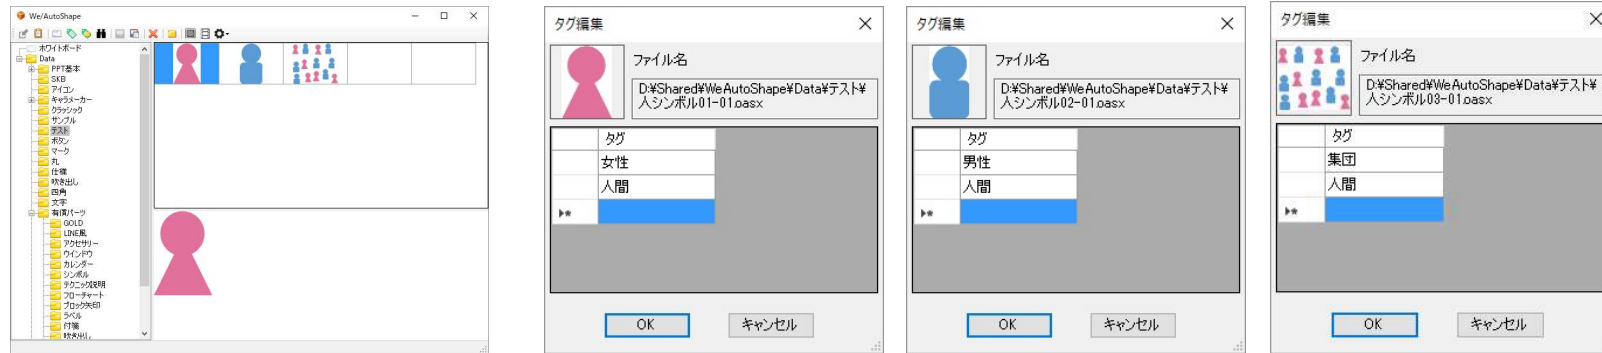 We/AutoShape
ホワイトボード
Data
PPT基本
SKB
アイコン
キャラメーカー
クラシック
サンプル
テスト
ボタン
マーク
丸
仕種
吹き出し
四角
文字
有償パーツ
GOLD
LINE風
アクセサリー
ウインドウ
カレンダー
シンボル
テクニック説明
フローチャート
ブロック矢印
ラベル
付箋
吹き出し
タグ編集
ファイル名
D:¥Shared¥WeAutoShape¥Data¥テスト¥
人シンボル01-01.oasx
タグ
女性
人間
OK キャンセル
タグ編集
ファイル名
D:¥Shared¥WeAutoShape¥Data¥テスト¥
人シンボル02-01.oasx
タグ
男性
人間
OK キャンセル
タグ編集
ファイル名
D:¥Shared¥WeAutoShape¥Data¥テスト¥
人シンボル03-01.oasx
タグ
集団
人間
OK キャンセル